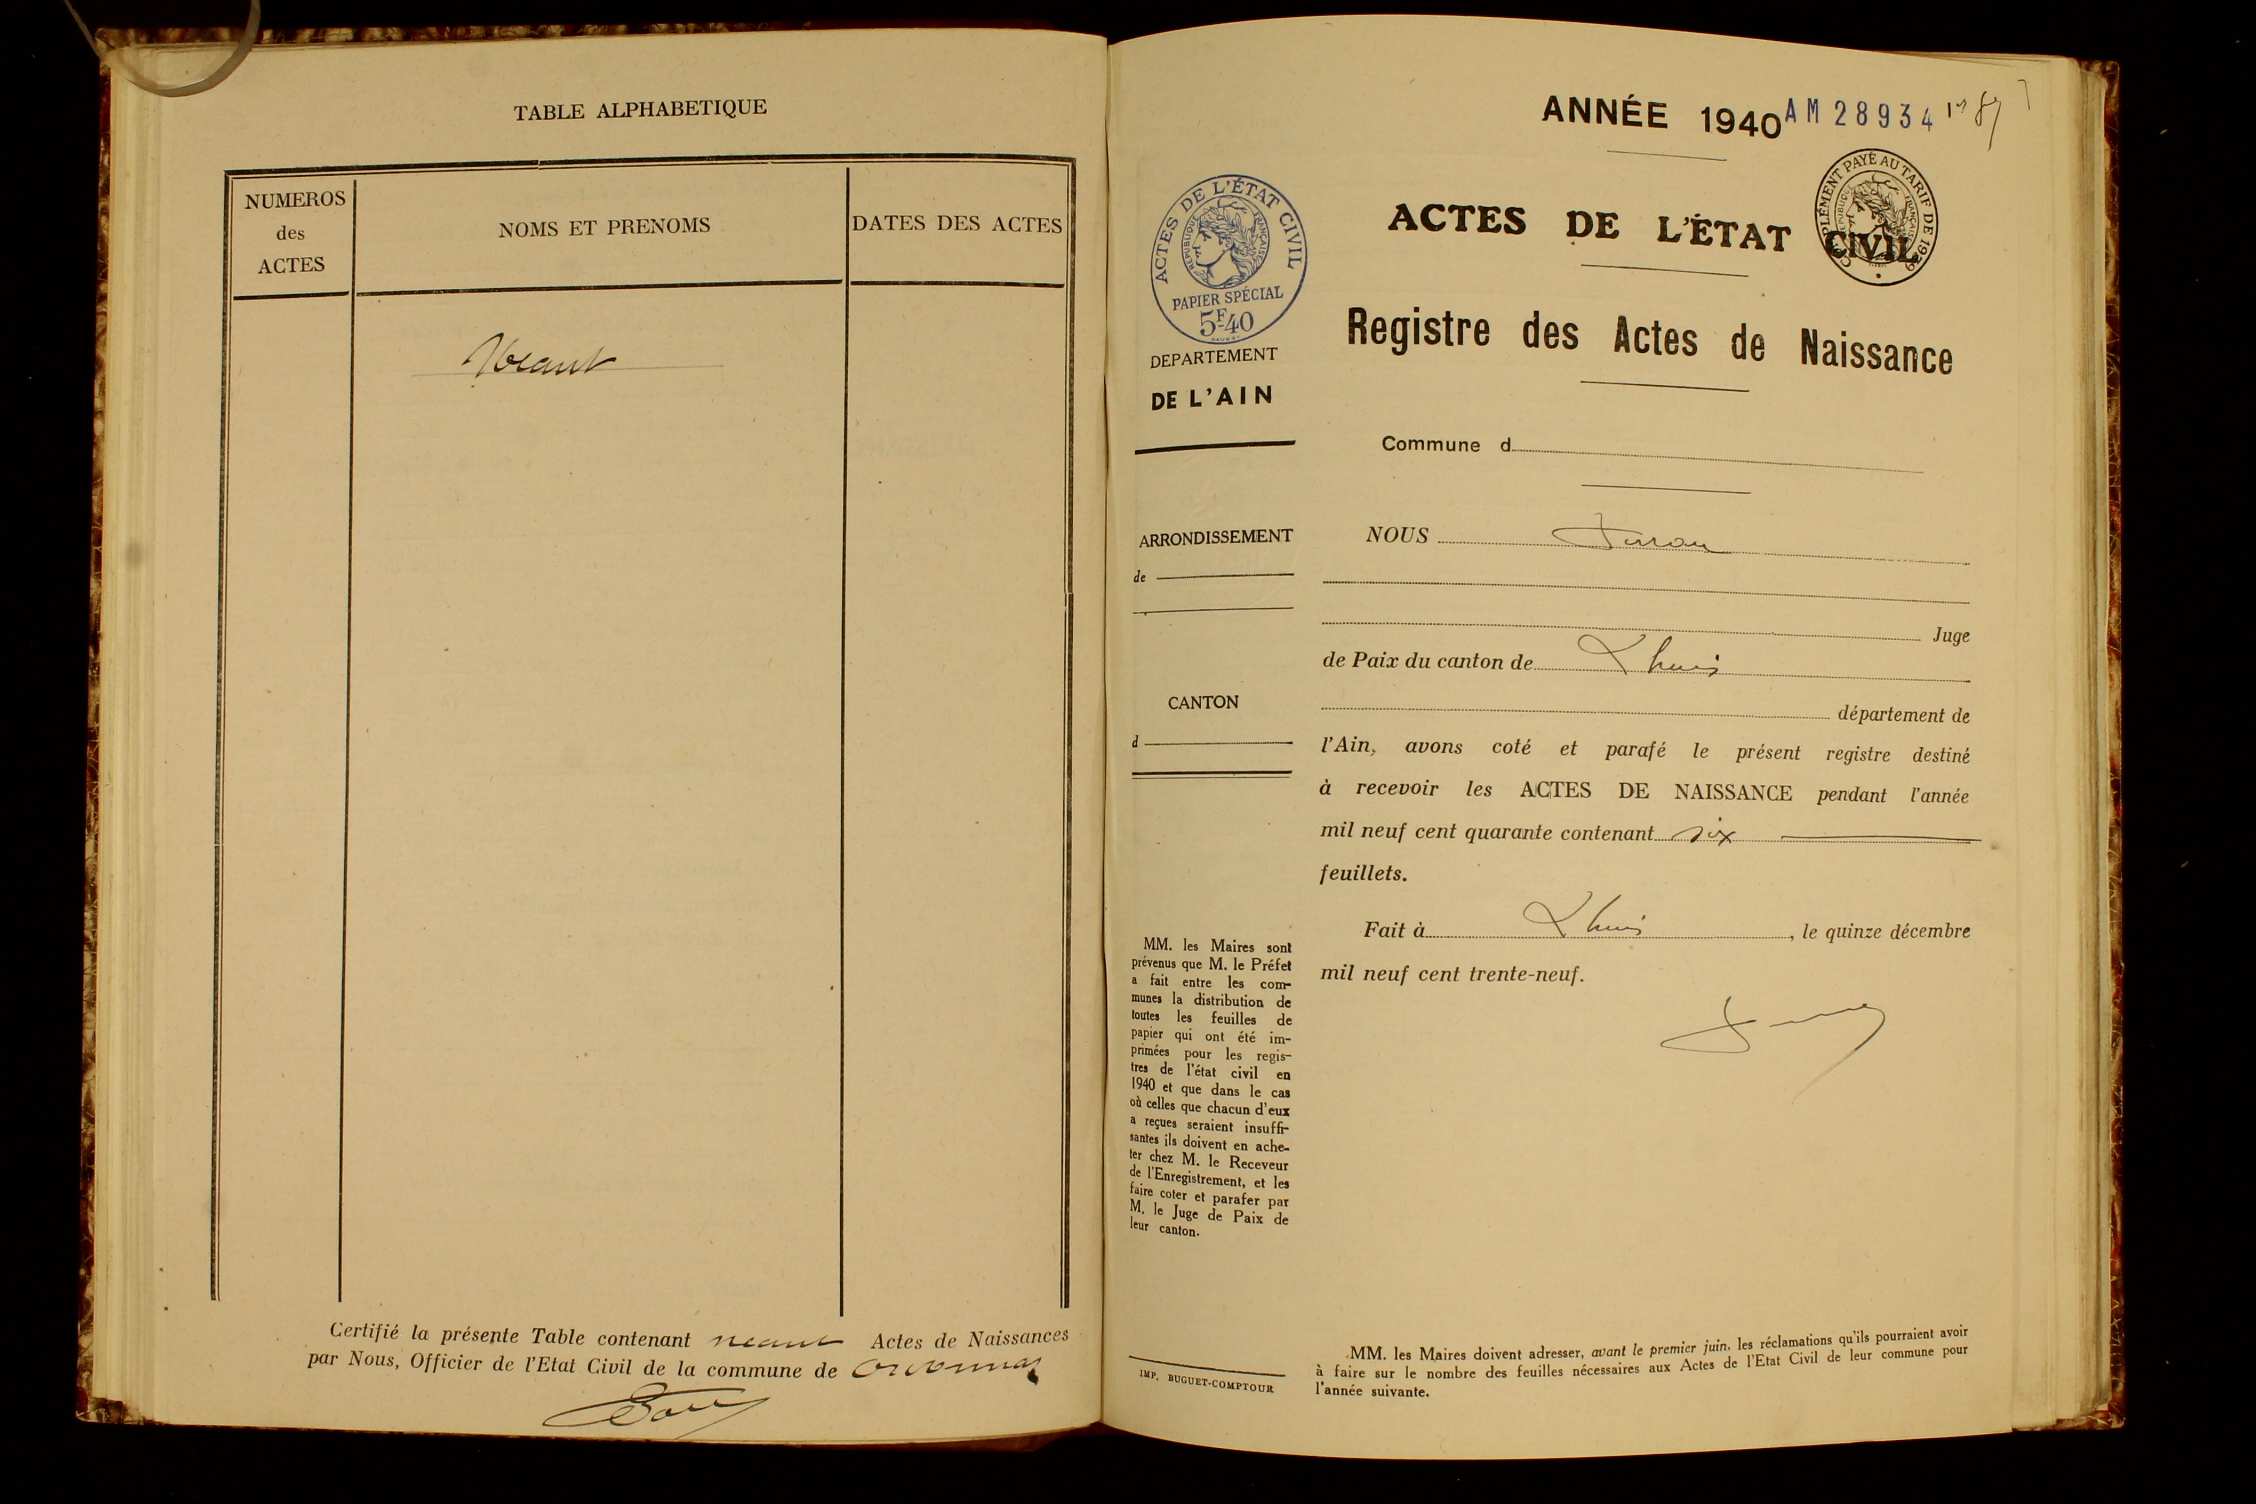 TABLE ALPHABETIQUE
NUMEROS
des
ACTES
NOMS ET PRENOMS
DATES DES ACTES
Néant
Certifié la présente Table contenant néant Actes de Naissances
par Nous, Officier de l'Etat Civil de la commune de Ordonnaz
ANNÉE 1940
AM 28934
ACTES DE L'ÉTAT CIVIL
RÉPUBLIQUE FRANÇAISE
PAPIER SPÉCIAL
5F40
COMPLÉMENT PAYÉ AU TARIF DE 1939
RÉPUBLIQUE FRANÇAISE
ACTES DE L'ÉTAT CIVIL
Registre des Actes de Naissance
DEPARTEMENT
DE L'AIN
Commune d
ARRONDISSEMENT
de
CANTON
d
NOUS
Juge
de Paix du canton de Lhuis
département de
l'Ain, avons coté et parafé le présent registre destiné
à recevoir les ACTES DE NAISSANCE pendant l'année
mil neuf cent quarante contenant six
feuillets.
Fait à Lhuis, le quinze décembre
mil neuf cent trente-neuf.
MM. les Maires sont
prévenus que M. le Préfet
a fait entre les com-
munes la distribution de
toutes les feuilles de
papier qui ont été im-
primées pour les regis-
tres de l'état civil en
1940 et que dans le cas
où celles que chacun d'eux
a reçues seraient insuffi-
santes ils doivent en ache-
ter chez M. le Receveur
de l'Enregistrement, et les
faire coter et parafer par
M. le Juge de Paix de
leur canton.
IMP. BUGUET-COMPTOUR
MM. les Maires doivent adresser, avant le premier juin, les réclamations qu'ils pourraient avoir
à faire sur le nombre des feuilles nécessaires aux Actes de l'Etat Civil de leur commune pour
l'année suivante.